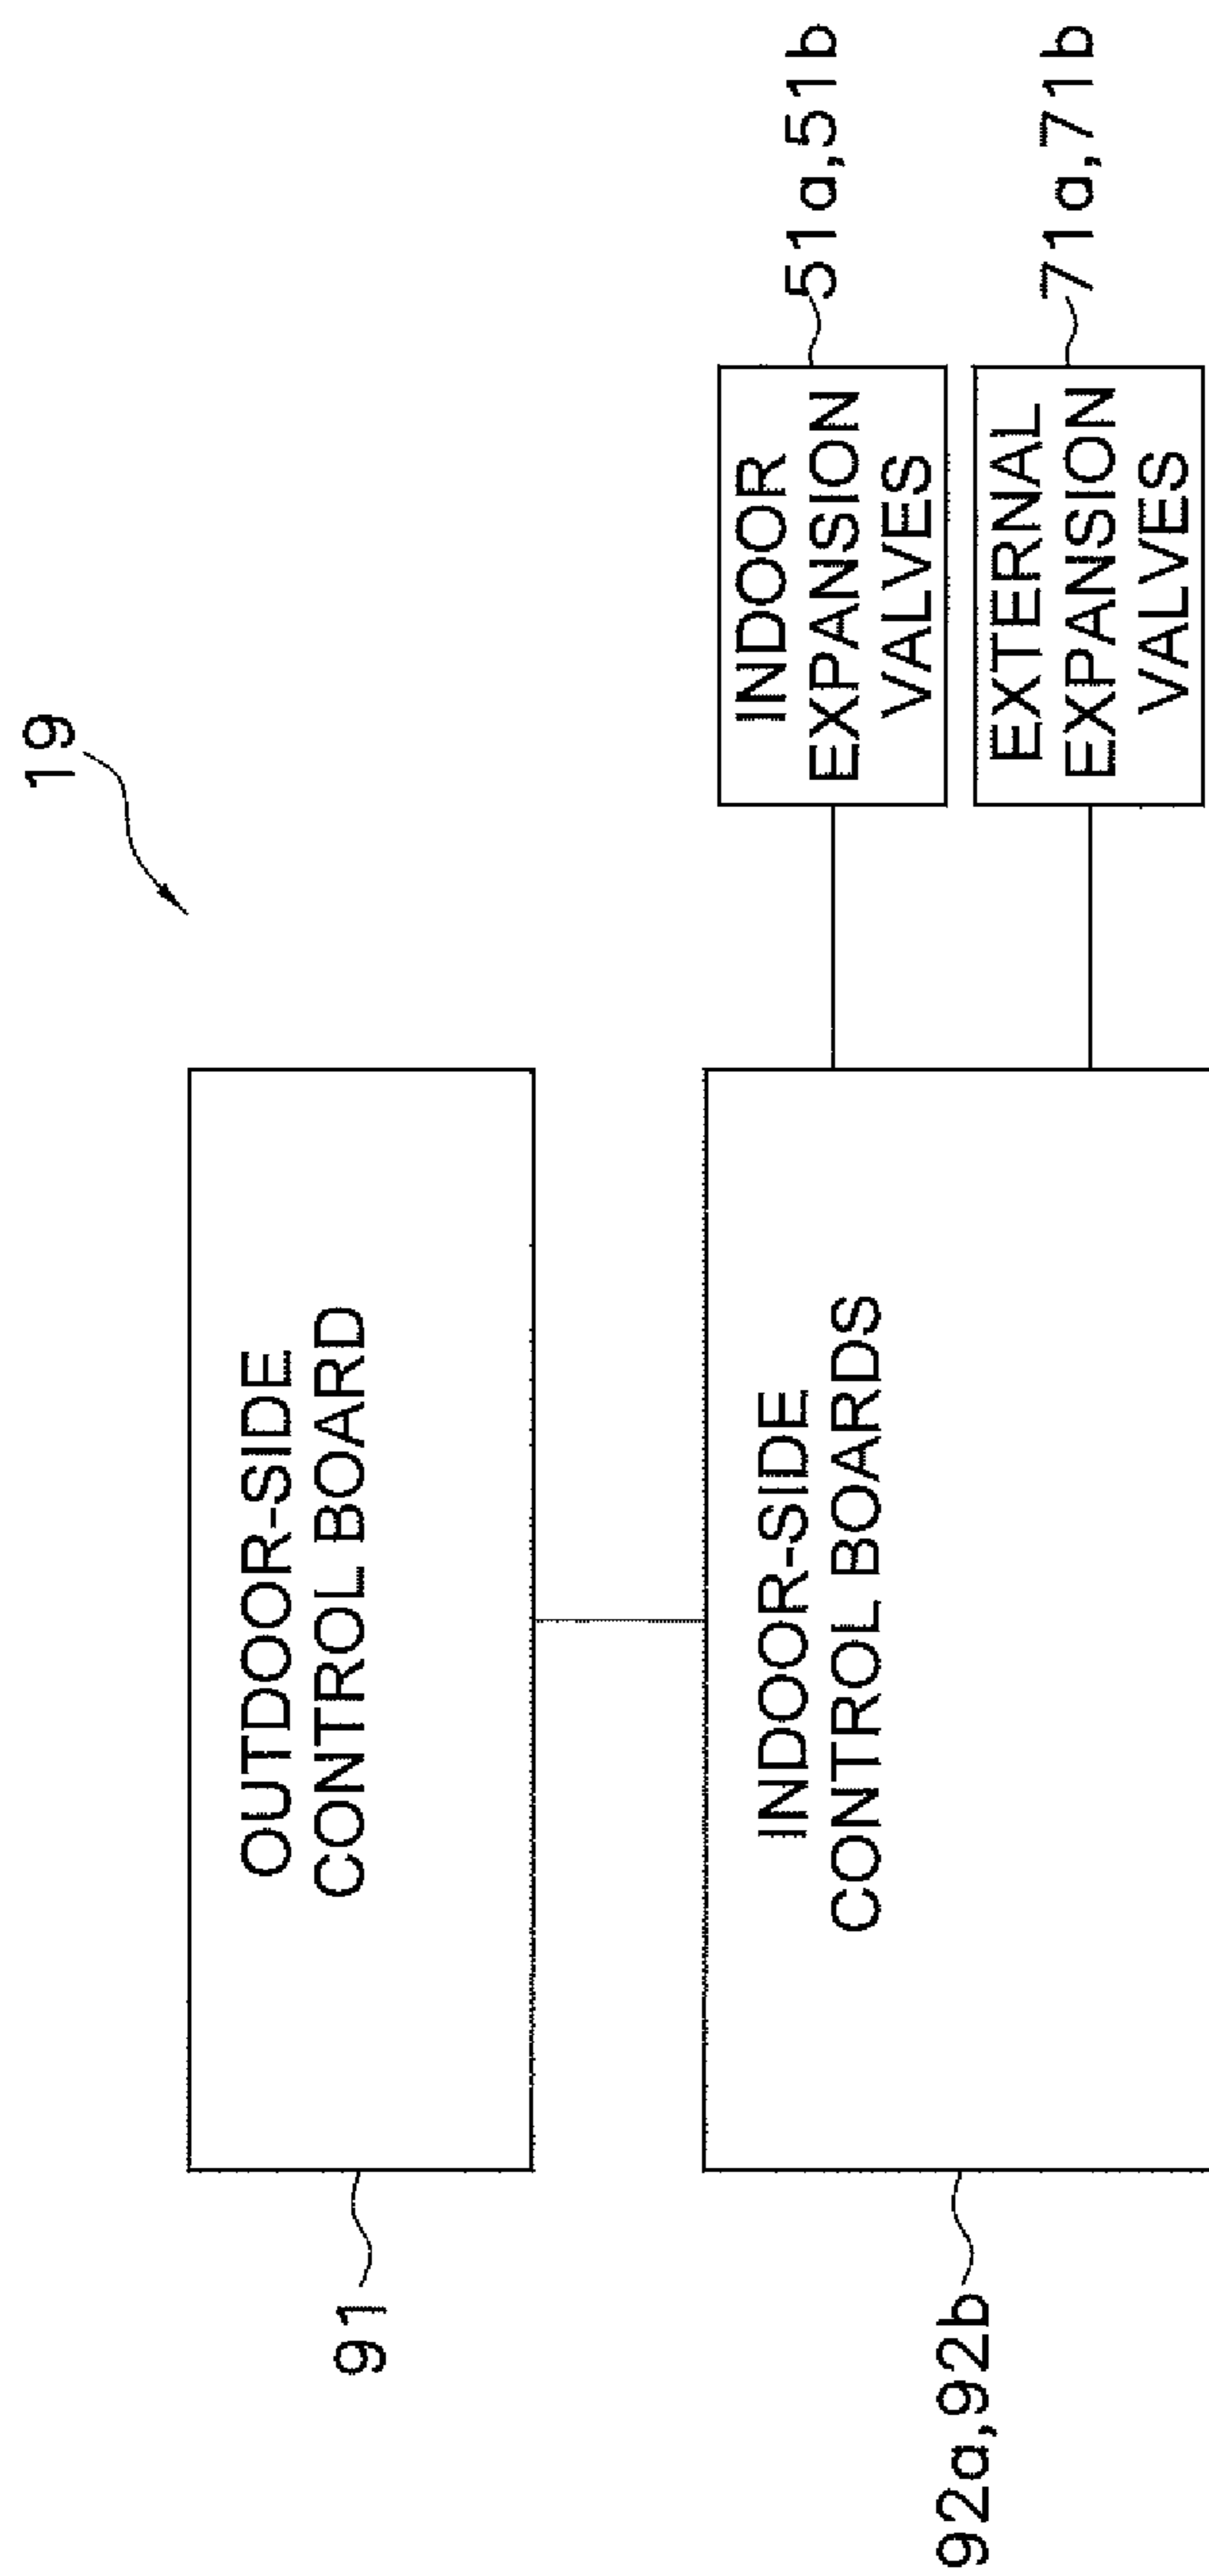 19
OUTDOOR-SIDE
CONTROL BOARD
91
INDOOR-SIDE
CONTROL BOARDS
92a,92b
INDOOR
EXPANSION
VALVES
51a,51b
EXTERNAL
EXPANSION
VALVES
71a,71b